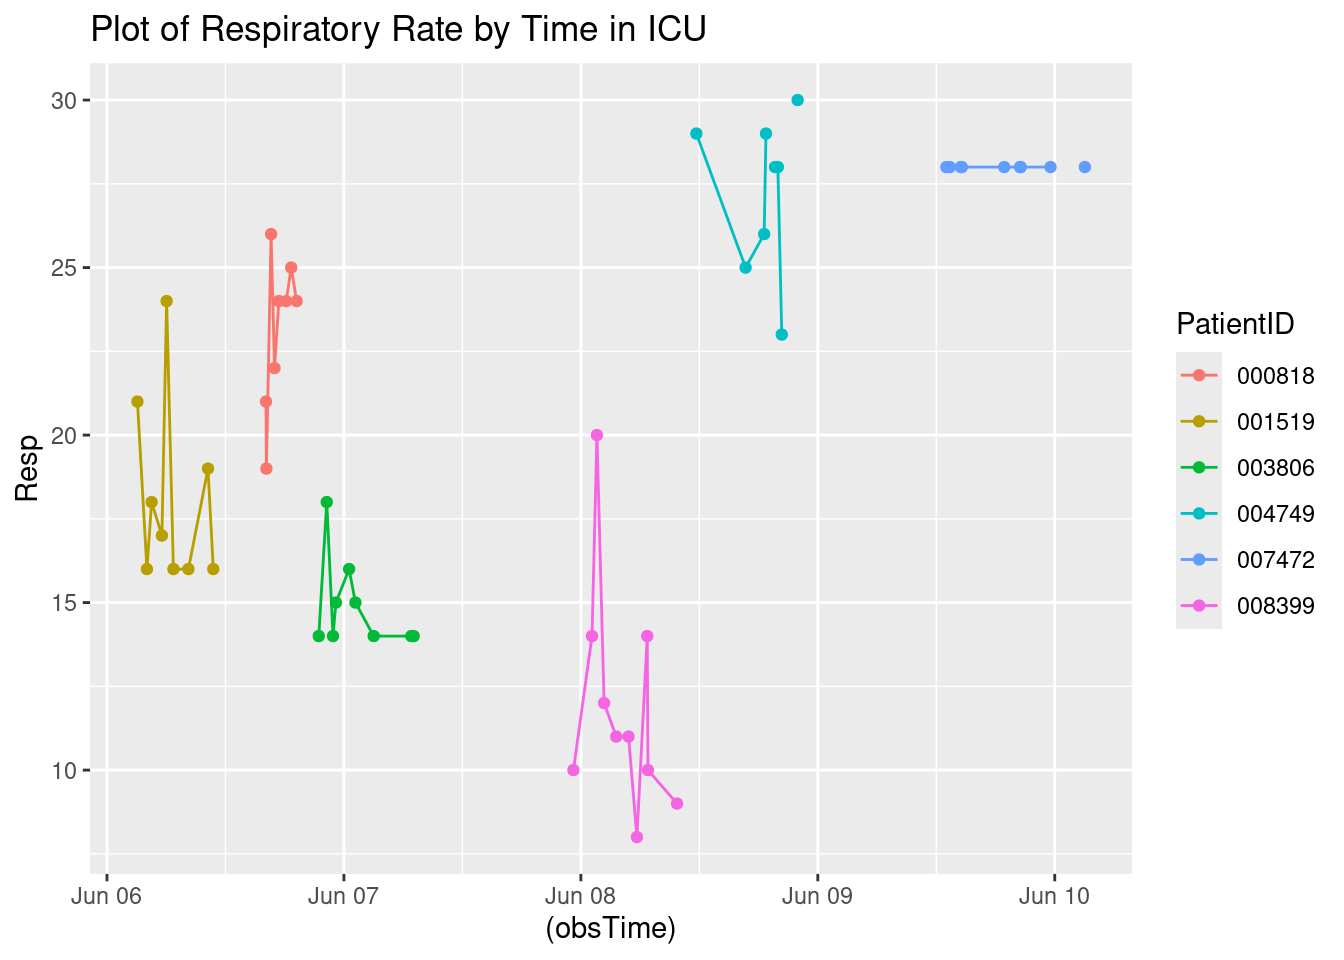 Plot of Respiratory Rate by Time in ICU
30
25
20
15
10
Resp
Jun 06
Jun 07
Jun 08
Jun 09
Jun 10
(obsTime)
PatientID
000818
001519
003806
004749
007472
008399